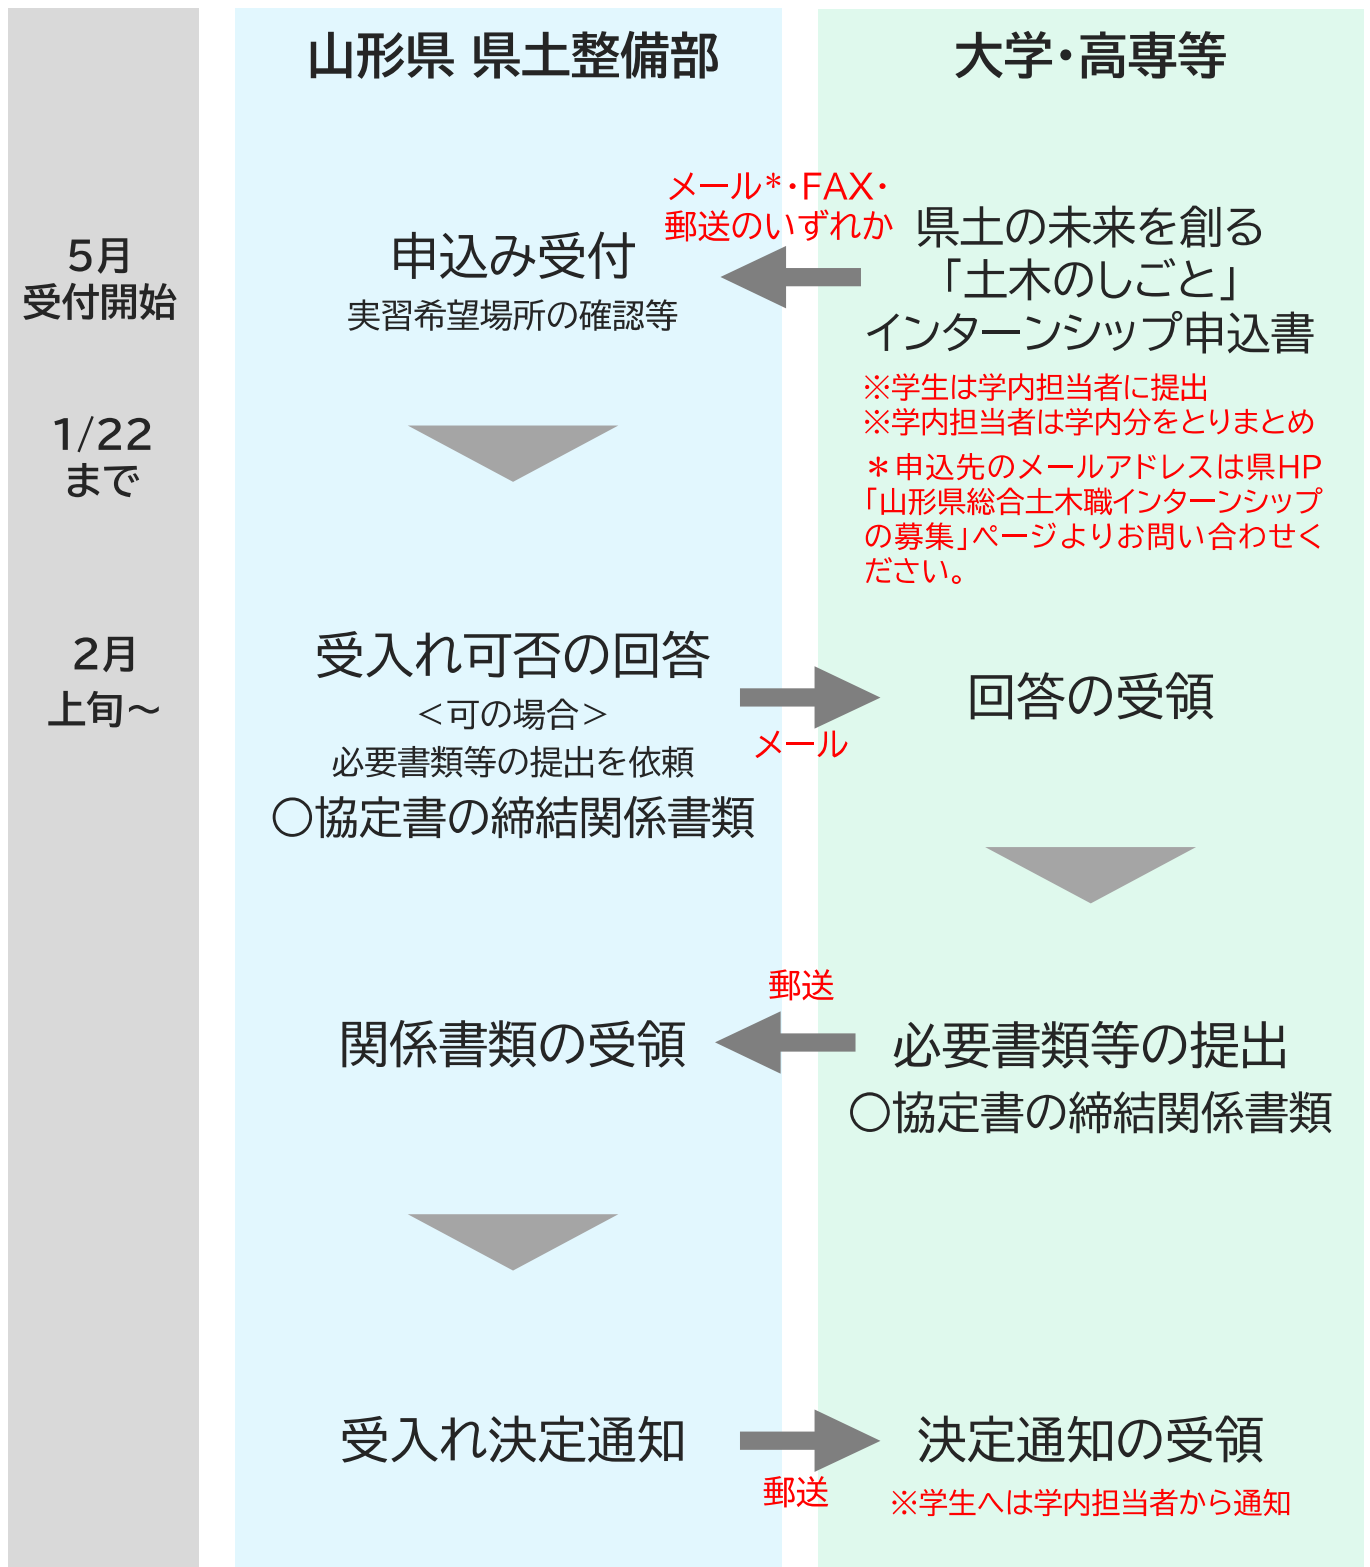 山形県 県土整備部
大学・高専等
5月
受付開始
1/22
まで
申込み受付
実習希望場所の確認等
メール*・FAX・
郵送のいずれか
県土の未来を創る
「土木のしごと」
インターンシップ申込書
※学生は学内担当者に提出
※学内担当者は学内分をとりまとめ
＊申込先のメールアドレスは県HP
「山形県総合土木職インターンシップ
の募集」ページよりお問い合わせく
ださい。
2月
上旬～
受入れ可否の回答
＜可の場合＞
必要書類等の提出を依頼
〇協定書の締結関係書類
メール
回答の受領
関係書類の受領
郵送
必要書類等の提出
〇協定書の締結関係書類
受入れ決定通知
郵送
決定通知の受領
※学生へは学内担当者から通知